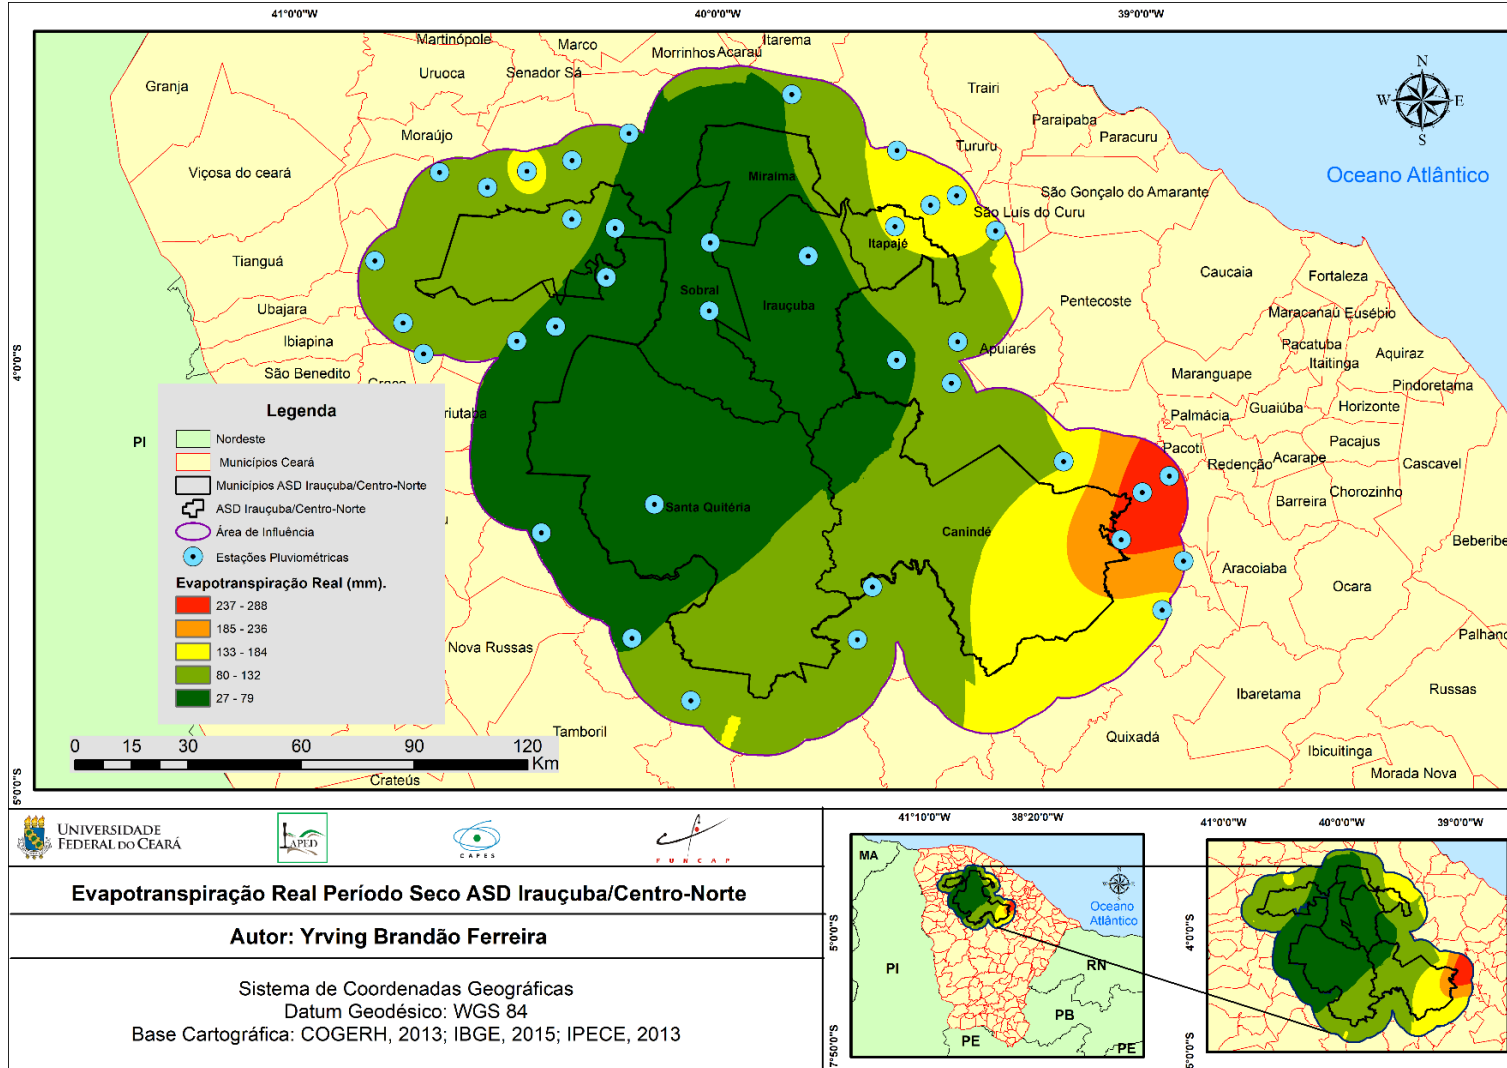 41°0'0"W
40°0'0"W
39°0'0"W
Martinópole
Marco
Itarema
Morrinhos
Acaraú
Granja
Uruoca
Senador Sá
Trairi
N
W
E
S
Moraújo
Paraipaba
Paracuru
Tururu
Viçosa do ceará
Miraima
Oceano Atlântico
São Gonçalo do Amarante
São Luís do Curu
Itapajé
Tianguá
Caucaia
Fortaleza
Sobral
Irauçuba
Pentecoste
Ubajara
Maracanaú
Eusébio
Ibiapina
Apuiarés
Pacatuba
Aquiraz
Itaitinga
4°0'0"S
São Benedito
Maranguape
Pindoretama
Guaiúba
Horizonte
Palmácia
riutaba
PI
Pacoti
Pacajus
Redenção
Acarape
Cascavel
Chorozinho
Barreira
Santa Quitéria
Canindé
Beberibe
Aracoiaba
Ocara
Nova Russas
Palhano
Ibaretama
Russas
Tamboril
Quixadá
Ibicuitinga
Morada Nova
Crateús
5°0'0"S
Legenda
Nordeste
Municípios Ceará
Municípios ASD Irauçuba/Centro-Norte
ASD Irauçuba/Centro-Norte
Área de Influência
Estações Pluviométricas
Evapotranspiração Real (mm).
237 - 288
185 - 236
133 - 184
80 - 132
27 - 79
0 15 30 60 90 120
Km
UNIVERSIDADE
FEDERAL DO CEARÁ
LAPED
CAPES
FUNCAP
Evapotranspiração Real Período Seco ASD Irauçuba/Centro-Norte
Autor: Yrving Brandão Ferreira
Sistema de Coordenadas Geográficas
Datum Geodésico: WGS 84
Base Cartográfica: COGERH, 2013; IBGE, 2015; IPECE, 2013
41°10'0"W
38°20'0"W
MA
Oceano
Atlântico
5°0'0"S
PI
RN
PB
PE
PE
7°50'0"S
41°0'0"W
40°0'0"W
39°0'0"W
4°0'0"S
5°0'0"S